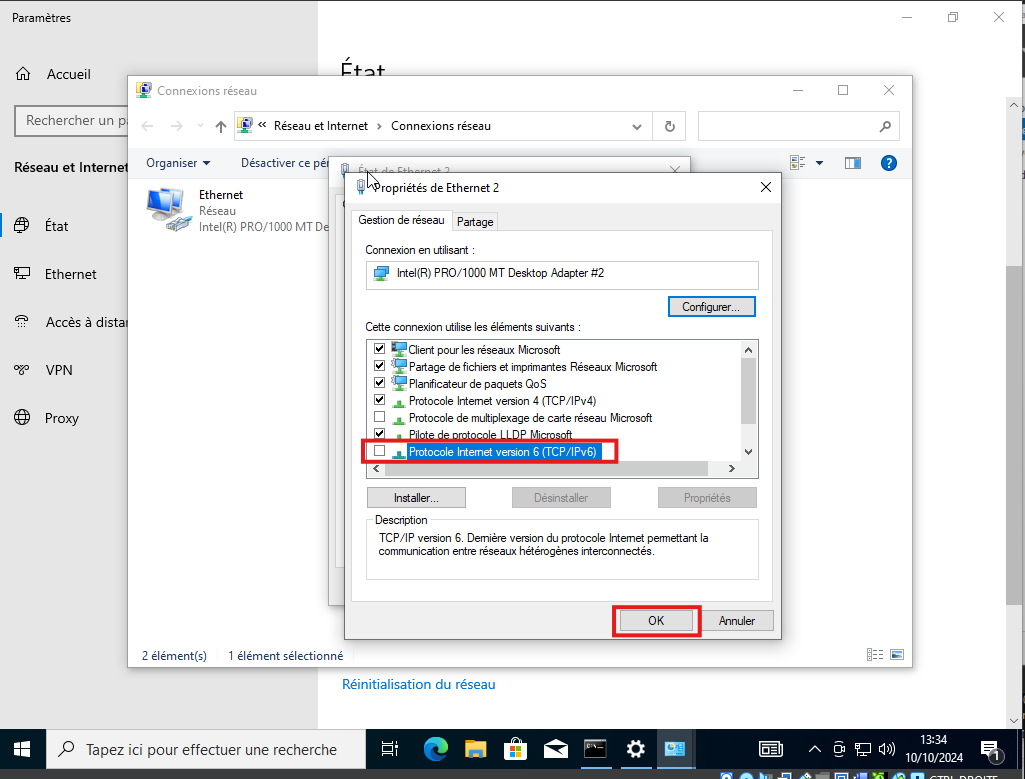 Paramètres
Accueil
Rechercher un pa
Réseau et Internet
État
Ethernet
Accès à distan
VPN
Proxy
État
Connexions réseau
« Réseau et Internet › Connexions réseau
Organiser
Désactiver ce pér
Ethernet
Réseau
Intel(R) PRO/1000 MT De
État de Ethernet 2
Propriétés de Ethernet 2
Gestion de réseau
Partage
Connexion en utilisant :
Intel(R) PRO/1000 MT Desktop Adapter #2
Configurer...
Cette connexion utilise les éléments suivants :
Client pour les réseaux Microsoft
Partage de fichiers et imprimantes Réseaux Microsoft
Planificateur de paquets QoS
Protocole Internet version 4 (TCP/IPv4)
Protocole de multiplexage de carte réseau Microsoft
Pilote de protocole LLDP Microsoft
Protocole Internet version 6 (TCP/IPv6)
Installer...
Désinstaller
Propriétés
Description
TCP/IP version 6. Dernière version du protocole Internet permettant la
communication entre réseaux hétérogènes interconnectés.
OK
Annuler
2 élément(s)
1 élément sélectionné
Réinitialisation du réseau
Tapez ici pour effectuer une recherche
13:34
10/10/2024
1
CTRL DROITE